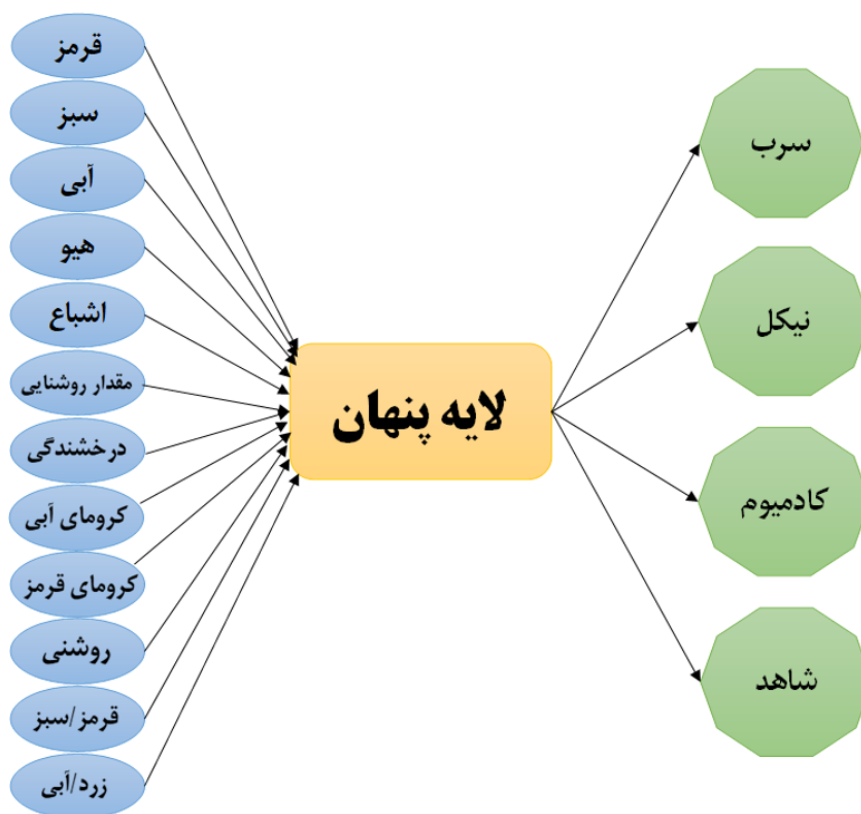 قرمز
سبز
آبی
هیو
اشباع
مقدار روشنایی
درخشندگی
کرومای آبی
کرومای قرمز
روشنی
قرمز/سبز
زرد/آبی
لایه پنهان
سرب
نیکل
کادمیوم
شاهد